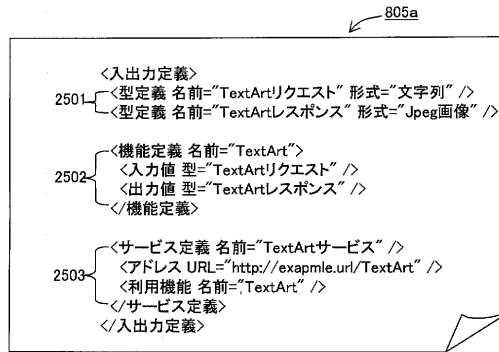 805a
<入出力定義>
2501 <型定義 名前="TextArtリクエスト" 形式="文字列" />
<型定義 名前="TextArtレスポンス" 形式="Jpeg画像" />
<機能定義 名前="TextArt">
2502 <入力値 型="TextArtリクエスト" />
<出力値 型="TextArtレスポンス" />
</機能定義>
<サービス定義 名前="TextArtサービス" />
2503 <アドレス URL="http://exapmle.url/TextArt" />
<利用機能 名前="TextArt" />
</サービス定義>
</入出力定義>